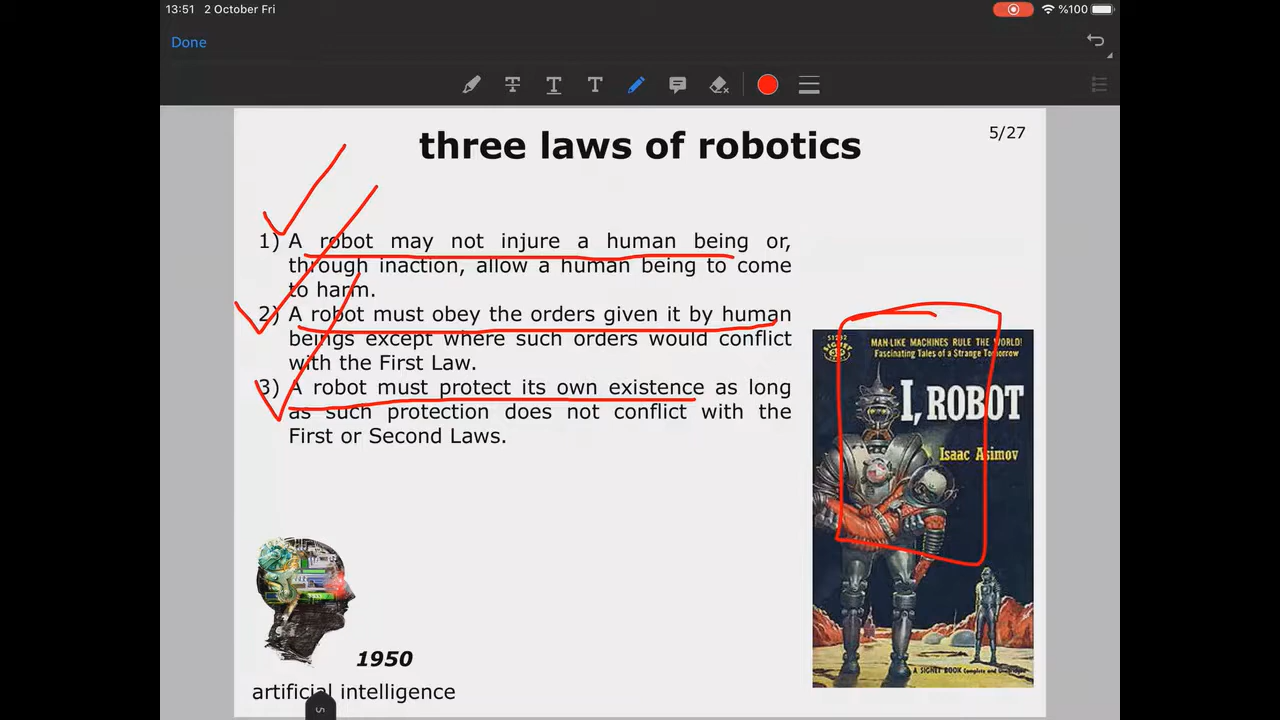 13:51 2 October Fri
%100
Done
three laws of robotics
5/27
1) A robot may not injure a human being or,
through inaction, allow a human being to come
to harm.
2) A robot must obey the orders given it by human
beings except where such orders would conflict
with the First Law.
3) A robot must protect its own existence as long
as such protection does not conflict with the
First or Second Laws.
MAN-LIKE MACHINES RULE THE WORLD!
Fascinating Tales of a Strange Tomorrow
SIGNET
I, ROBOT
Isaac Asimov
A SIGNET BOOK Complete and
1950
artificial intelligence
5